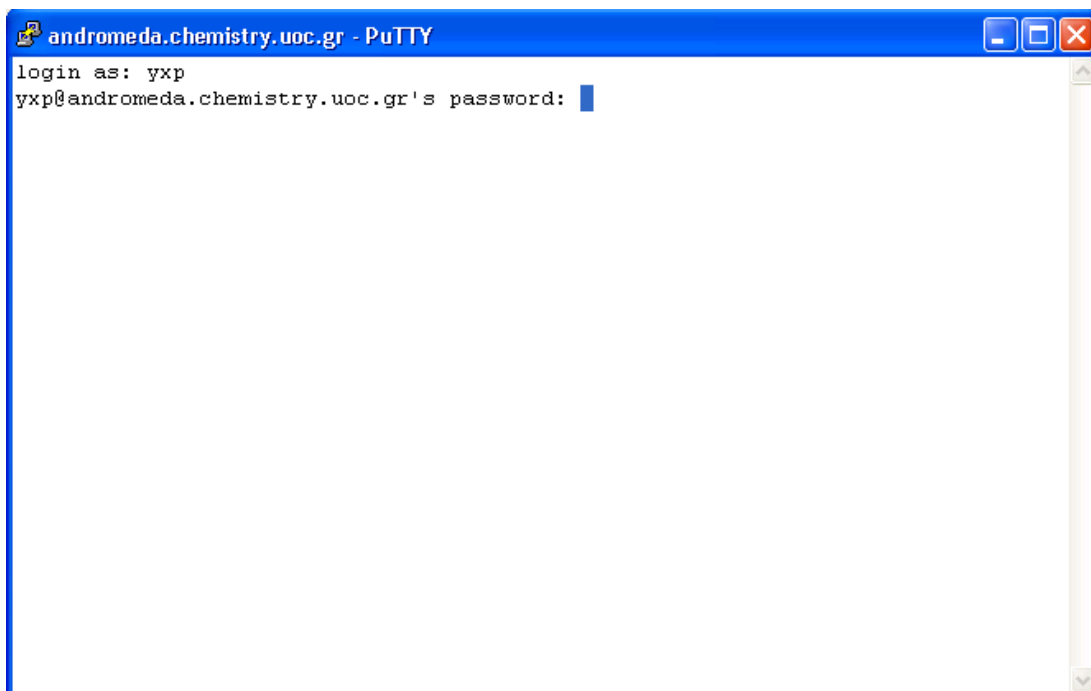 andromeda.chemistry.uoc.gr - PuTTY
login as: yxp
yxp@andromeda.chemistry.uoc.gr's password: